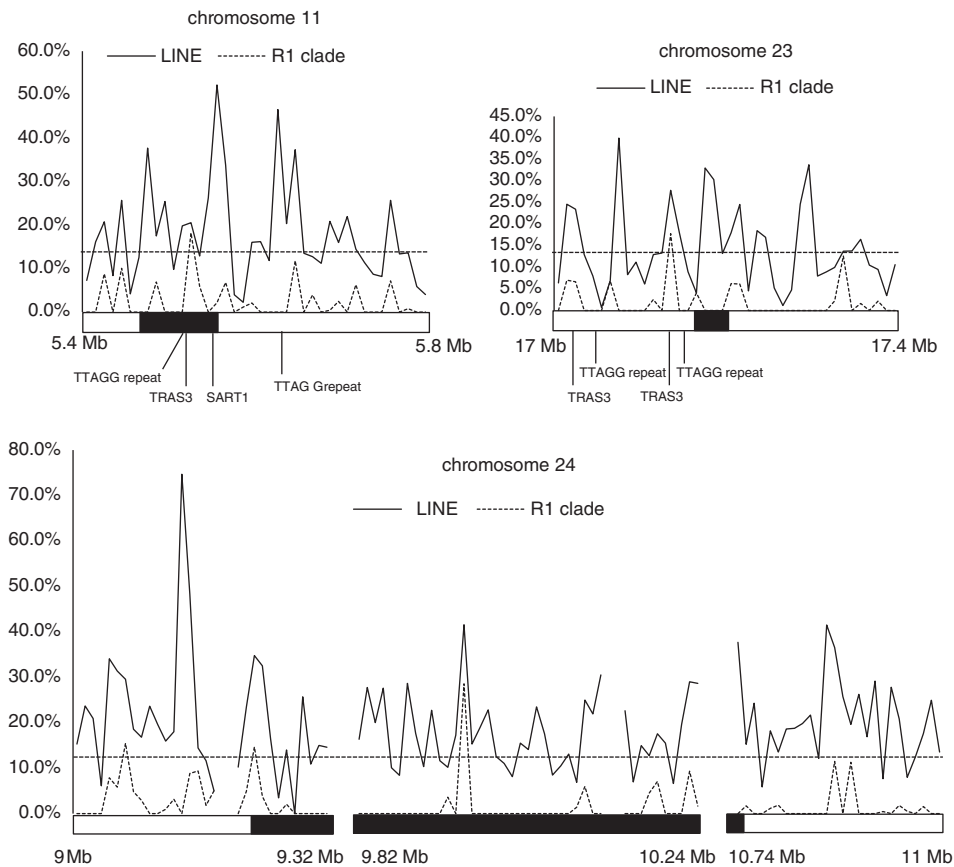 chromosome 11
LINE R1 clade
60.0%
50.0%
40.0%
30.0%
20.0%
10.0%
0.0%
5.4 Mb 5.8 Mb
TTAGG repeat
TRAS3
SART1
TTAG Grepeat
chromosome 23
LINE R1 clade
45.0%
40.0%
35.0%
30.0%
25.0%
20.0%
15.0%
10.0%
5.0%
0.0%
17 Mb 17.4 Mb
TTAGG repeat TTAGG repeat
TRAS3 TRAS3
chromosome 24
LINE R1 clade
80.0%
70.0%
60.0%
50.0%
40.0%
30.0%
20.0%
10.0%
0.0%
9 Mb 9.32 Mb 9.82 Mb 10.24 Mb 10.74 Mb 11 Mb